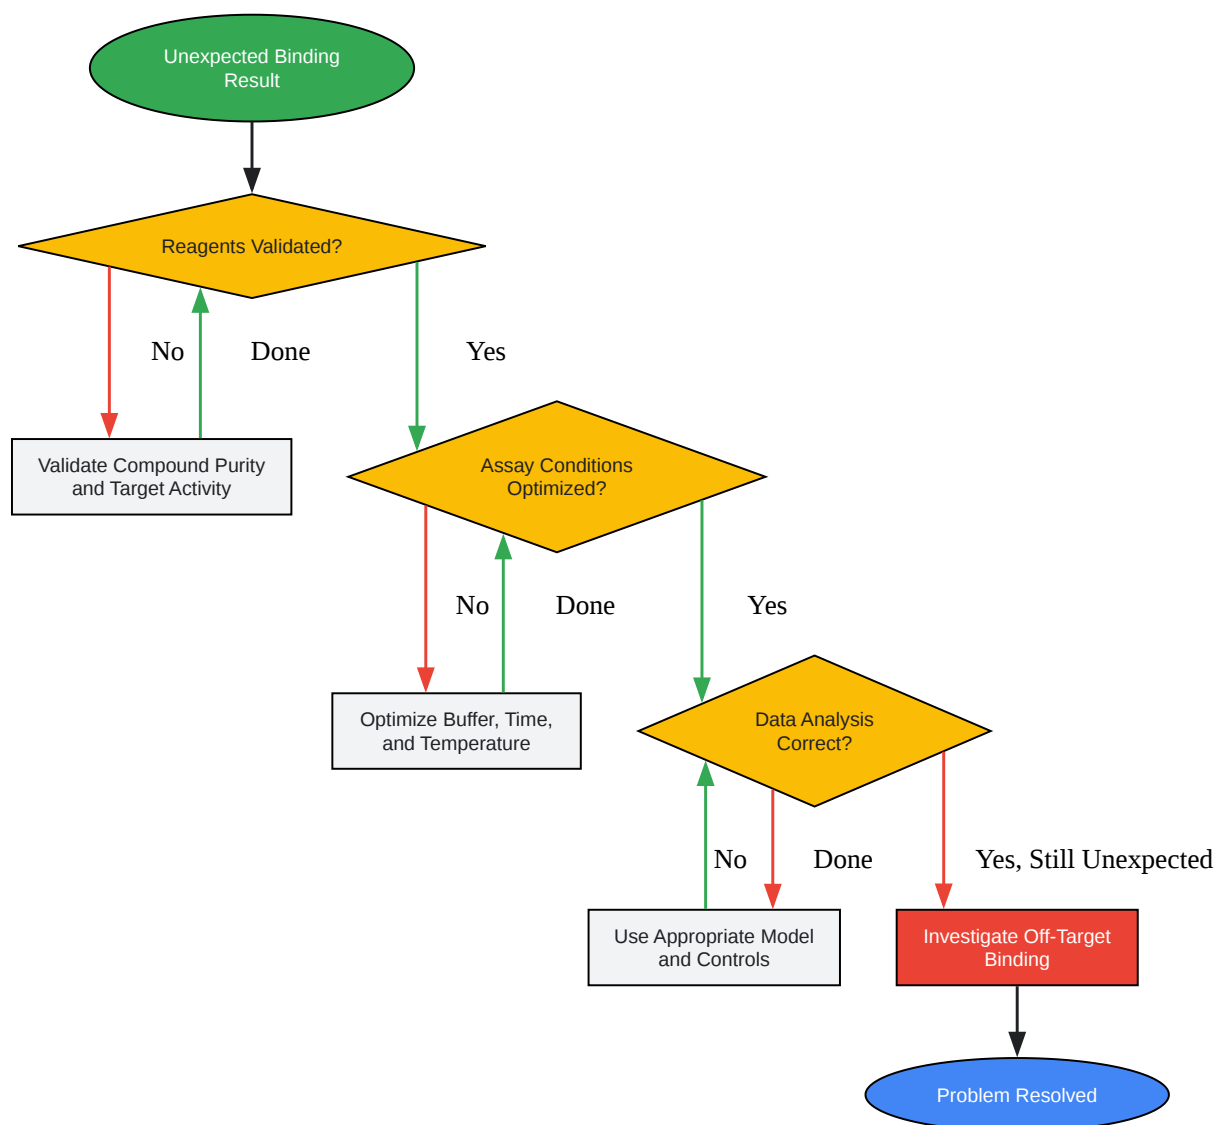 Unexpected Binding
Result
Reagents Validated?
No
Done
Yes
Validate Compound Purity
and Target Activity
Assay Conditions
Optimized?
No
Done
Yes
Optimize Buffer, Time,
and Temperature
Data Analysis
Correct?
No
Done
Yes, Still Unexpected
Use Appropriate Model
and Controls
Investigate Off-Target
Binding
Problem Resolved